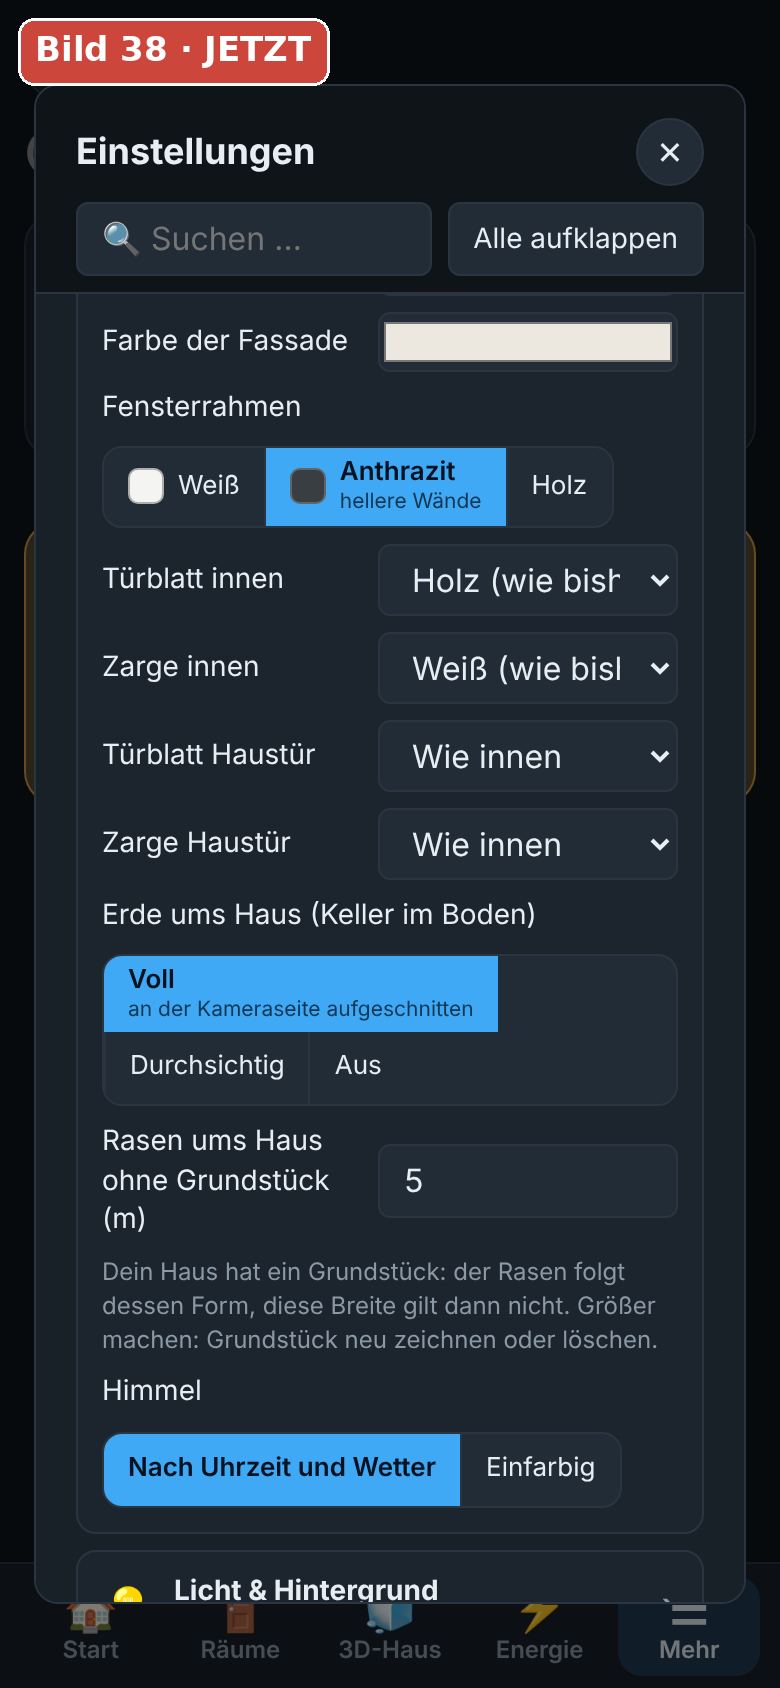 Bild 38 · JETZT
Einstellungen
✕
🔍 Suchen ...
Alle aufklappen
Farbe der Fassade
Fensterrahmen
Weiß
Anthrazit
hellere Wände
Holz
Türblatt innen
Holz (wie bish
Zarge innen
Weiß (wie bisl
Türblatt Haustür
Wie innen
Zarge Haustür
Wie innen
Erde ums Haus (Keller im Boden)
Voll
an der Kameraseite aufgeschnitten
Durchsichtig
Aus
Rasen ums Haus
ohne Grundstück
(m)
5
Dein Haus hat ein Grundstück: der Rasen folgt
dessen Form, diese Breite gilt dann nicht. Größer
machen: Grundstück neu zeichnen oder löschen.
Himmel
Nach Uhrzeit und Wetter
Einfarbig
Licht & Hintergrund
Start
Räume
3D-Haus
Energie
Mehr